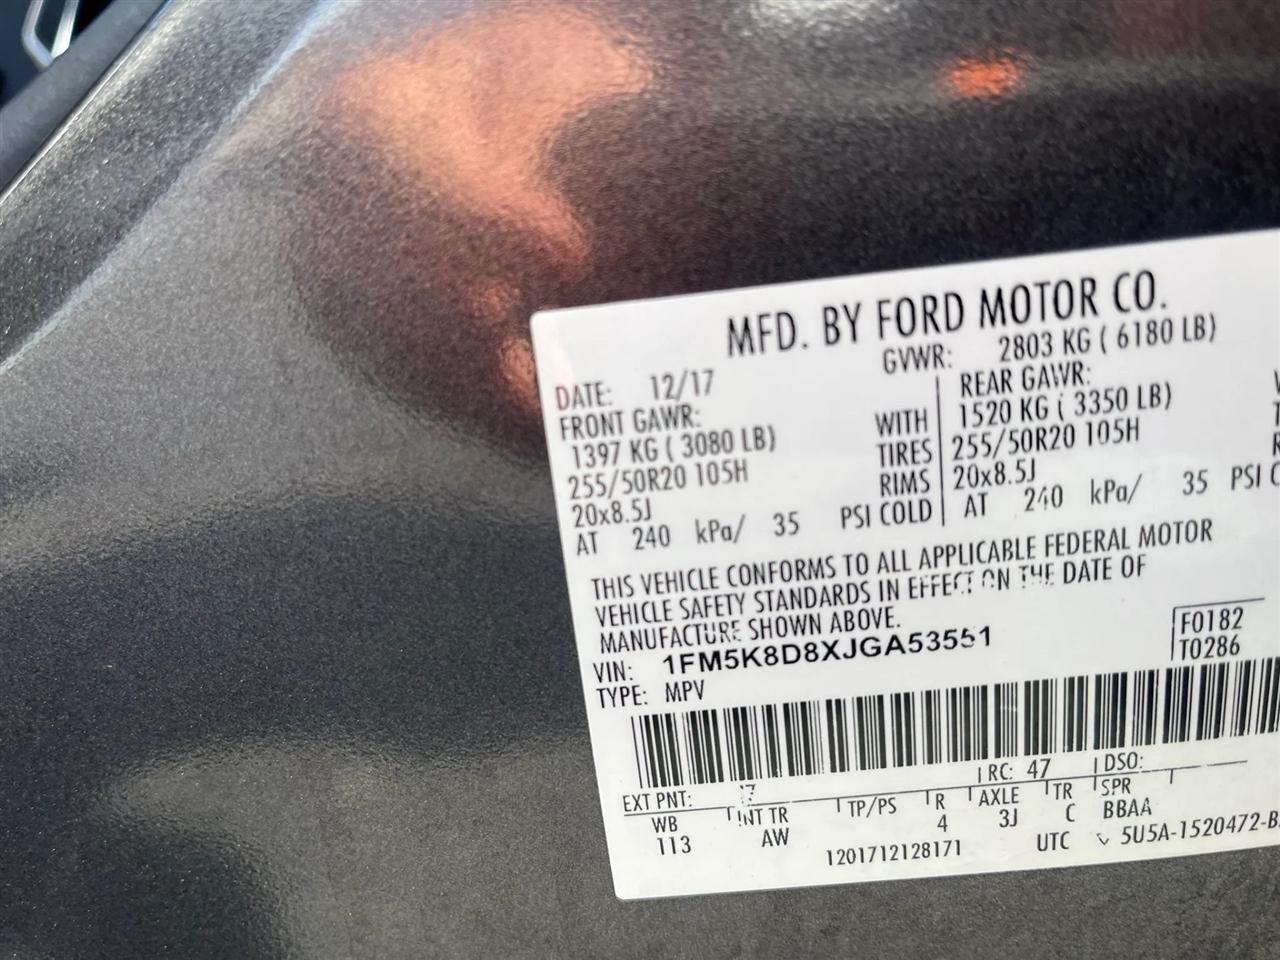 MFD. BY FORD MOTOR CO.
DATE: 12/17 GVWR: 2803 KG ( 6180 LB)
FRONT GAWR: REAR GAWR:
1397 KG ( 3080 LB) WITH 1520 KG ( 3350 LB)
255/50R20 105H TIRES 255/50R20 105H
20x8.5J RIMS 20x8.5J
AT 240 kPa/ 35 PSI COLD AT 240 kPa/ 35 PSI
THIS VEHICLE CONFORMS TO ALL APPLICABLE FEDERAL MOTOR
VEHICLE SAFETY STANDARDS IN EFFECT ON THE DATE OF
MANUFACTURE SHOWN ABOVE.
VIN: 1FM5K8D8XJGA53551 F0182
TYPE: MPV T0286
EXT PNT: RC: 47 DSO:
WB INT TR TP/PS R AXLE TR SPR
113 AW 4 3J C BBAA
1201712128171 UTC 5U5A-1520472-B